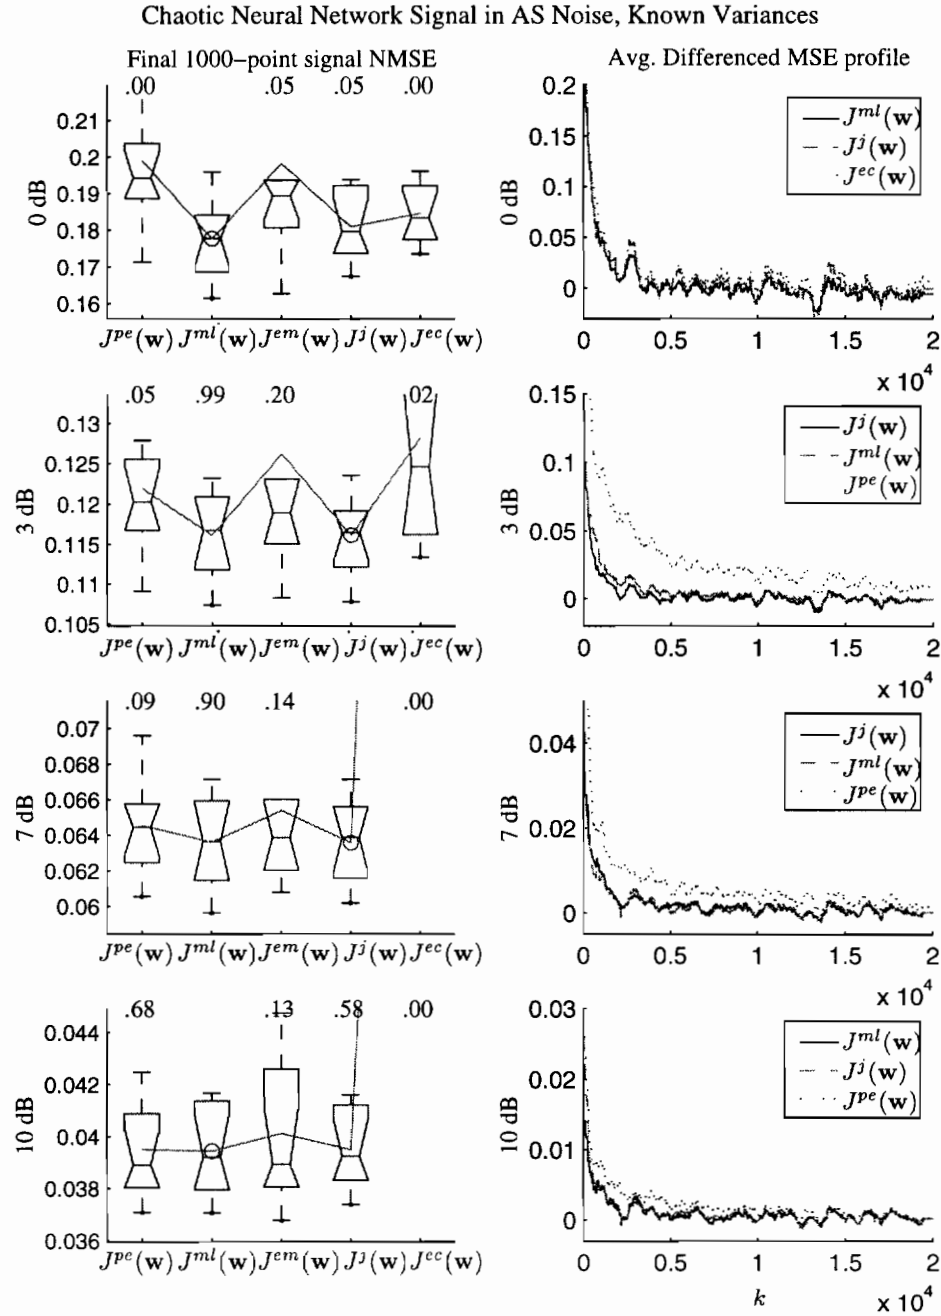 Chaotic Neural Network Signal in AS Noise, Known Variances
Final 1000−point signal NMSE
.00 .05 .05 .00
0 dB
0.21
0.2
0.19
0.18
0.17
0.16
J^{pe}(w) J^{ml}(w) J^{em}(w) J^{j}(w) J^{ec}(w)
Avg. Differenced MSE profile
0 dB
0.2
0.15
0.1
0.05
0
J^{ml}(w)
J^{j}(w)
J^{ec}(w)
0 0.5 1 1.5 2
x 10^4
.05 .99 .20 .02
3 dB
0.13
0.125
0.12
0.115
0.11
0.105
J^{pe}(w) J^{ml}(w) J^{em}(w) J^{j}(w) J^{ec}(w)
3 dB
0.15
0.1
0.05
0
J^{j}(w)
J^{ml}(w)
J^{pe}(w)
0 0.5 1 1.5 2
x 10^4
.09 .90 .14 .00
7 dB
0.07
0.068
0.066
0.064
0.062
0.06
J^{pe}(w) J^{ml}(w) J^{em}(w) J^{j}(w) J^{ec}(w)
7 dB
0.04
0.02
0
J^{j}(w)
J^{ml}(w)
J^{pe}(w)
0 0.5 1 1.5 2
x 10^4
.68 .13 .58 .00
10 dB
0.044
0.042
0.04
0.038
0.036
J^{pe}(w) J^{ml}(w) J^{em}(w) J^{j}(w) J^{ec}(w)
10 dB
0.03
0.02
0.01
0
J^{ml}(w)
J^{j}(w)
J^{pe}(w)
0 0.5 1 1.5 2
k
x 10^4